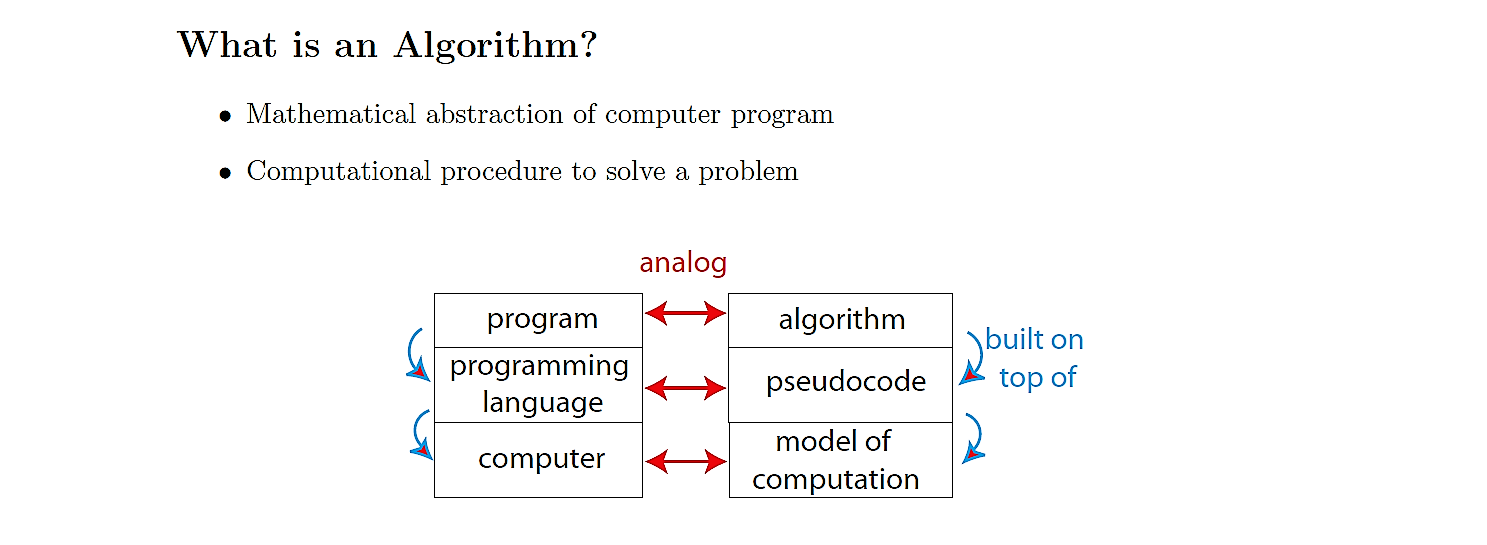 What is an Algorithm?
• Mathematical abstraction of computer program
• Computational procedure to solve a problem
analog
program
algorithm
built on
top of
programming
language
pseudocode
computer
model of
computation